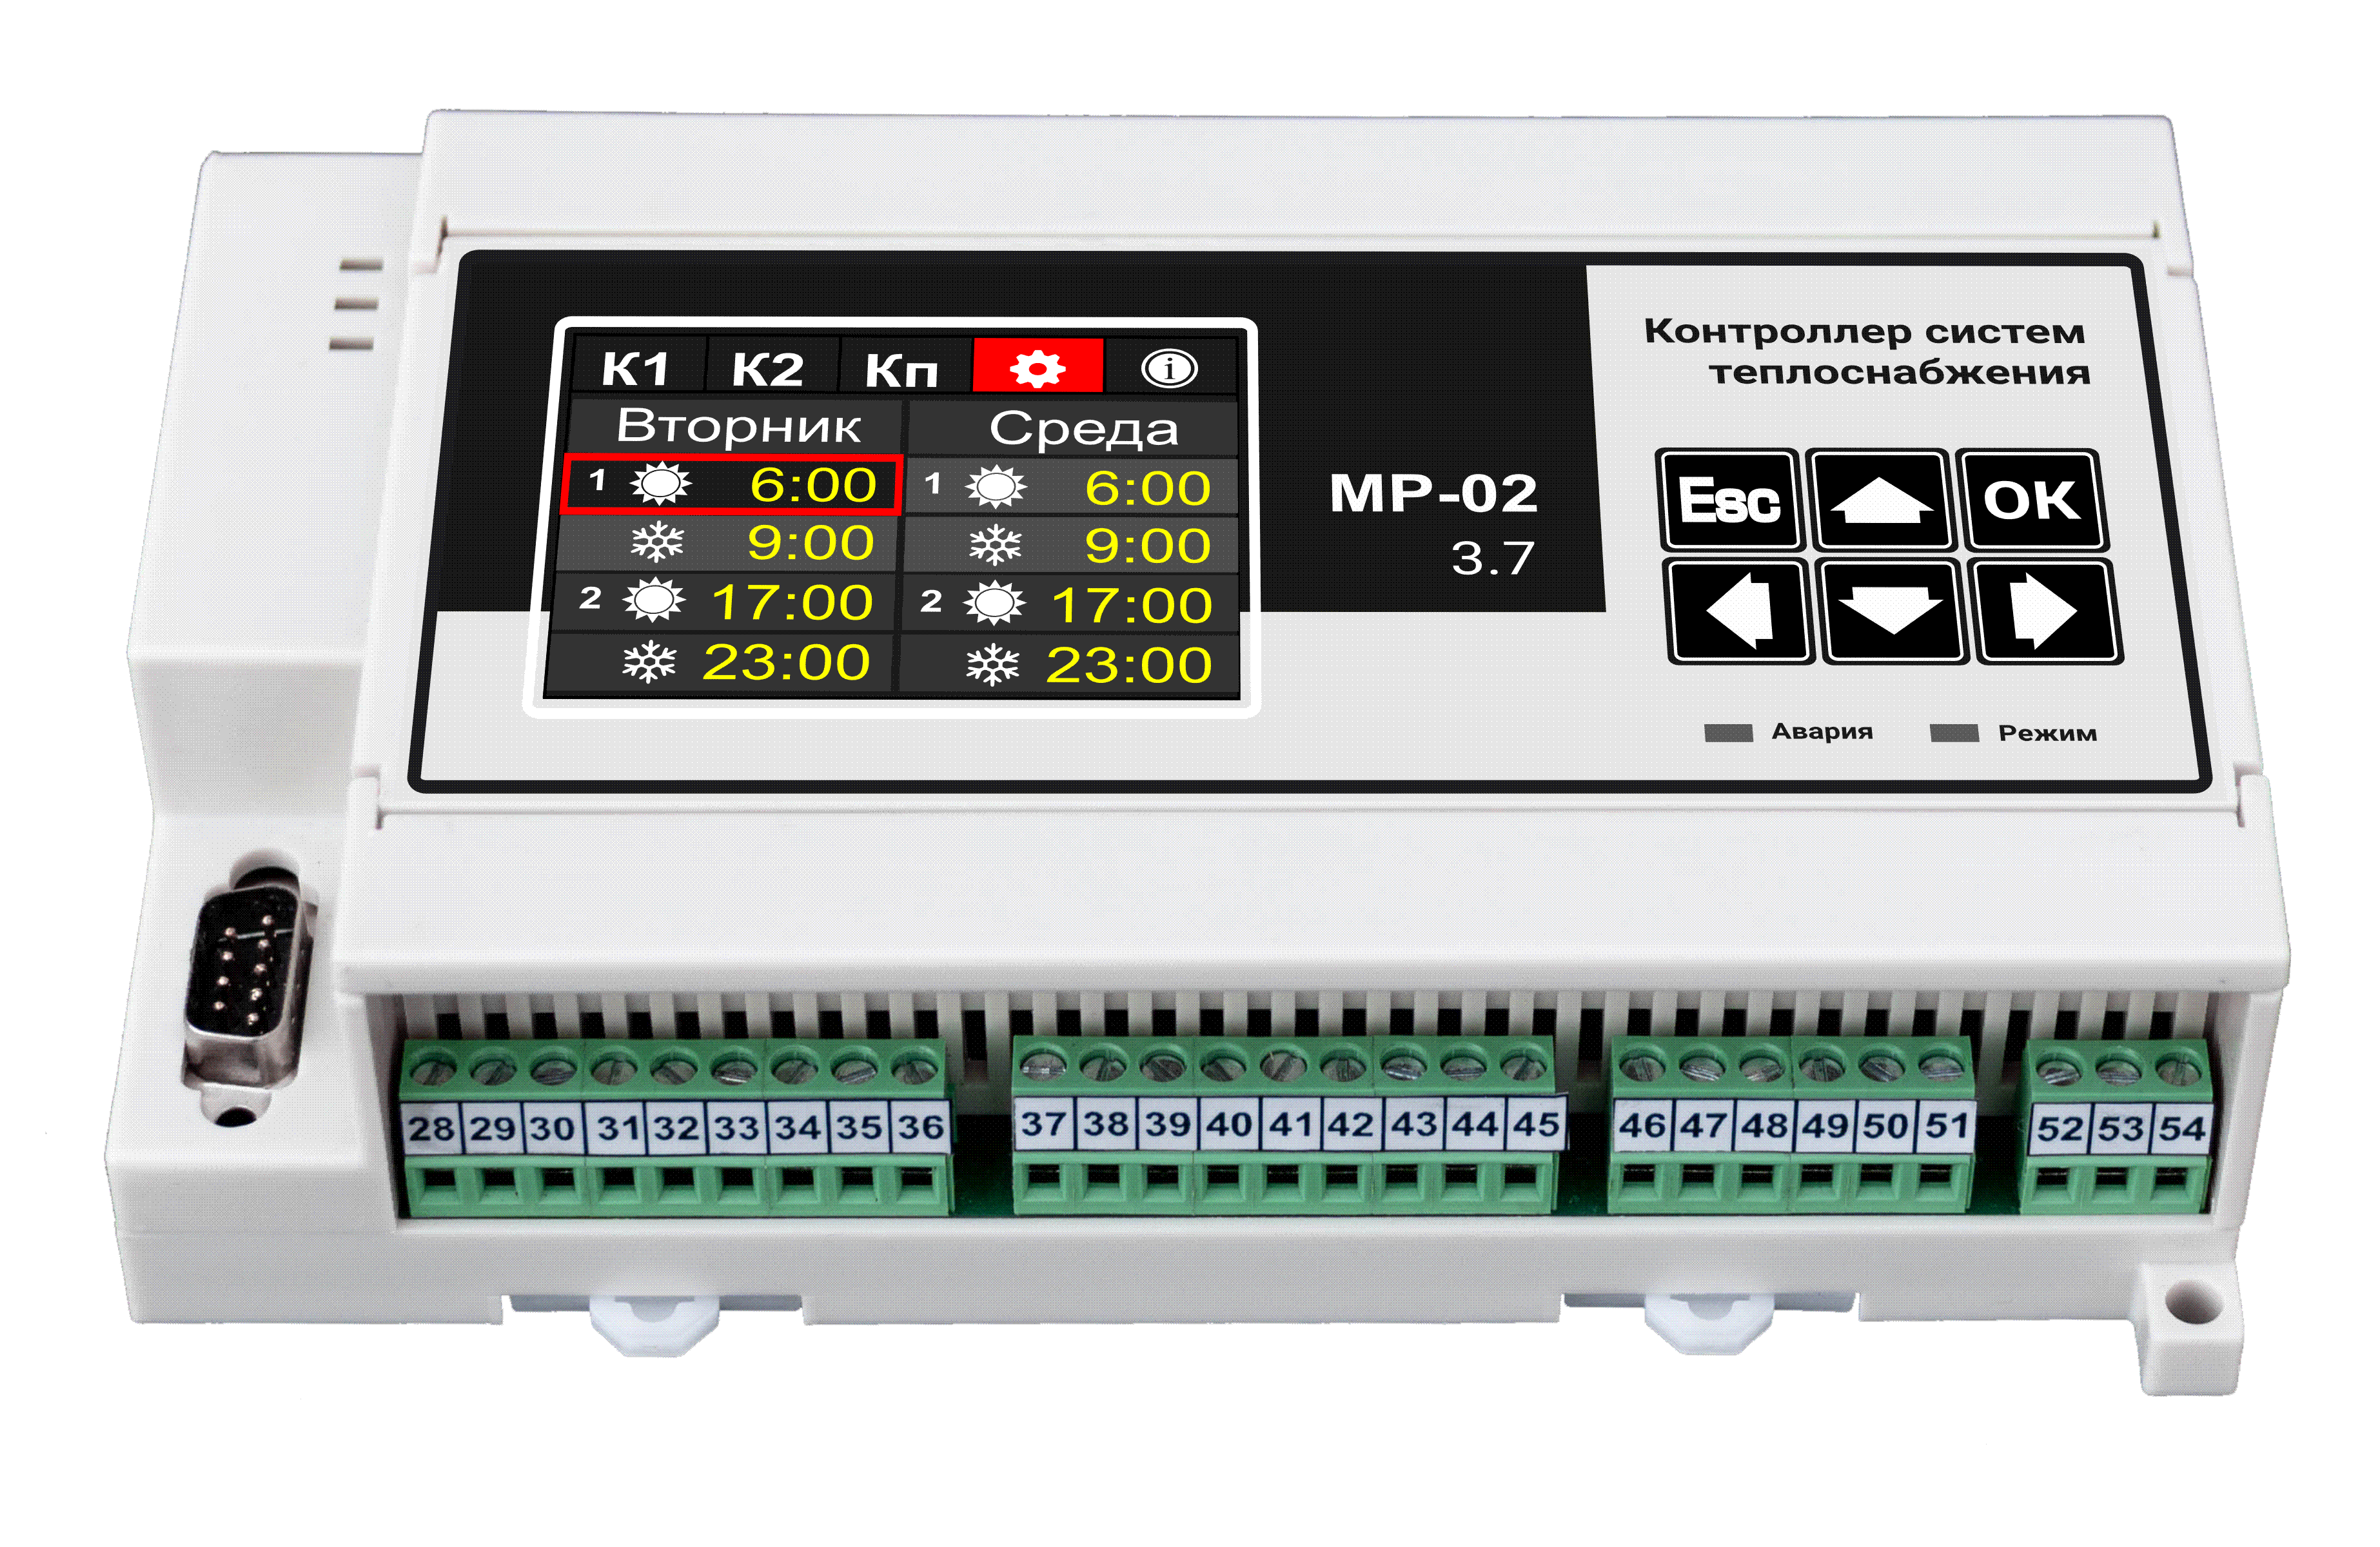 К1 К2 Кп i
Вторник Среда
1 6:00 1 6:00
9:00 9:00
2 17:00 2 17:00
23:00 23:00
МР-02
3.7
Контроллер систем
теплоснабжения
Esc OK
Авария Режим
28 29 30 31 32 33 34 35 36 37 38 39 40 41 42 43 44 45 46 47 48 49 50 51 52 53 54